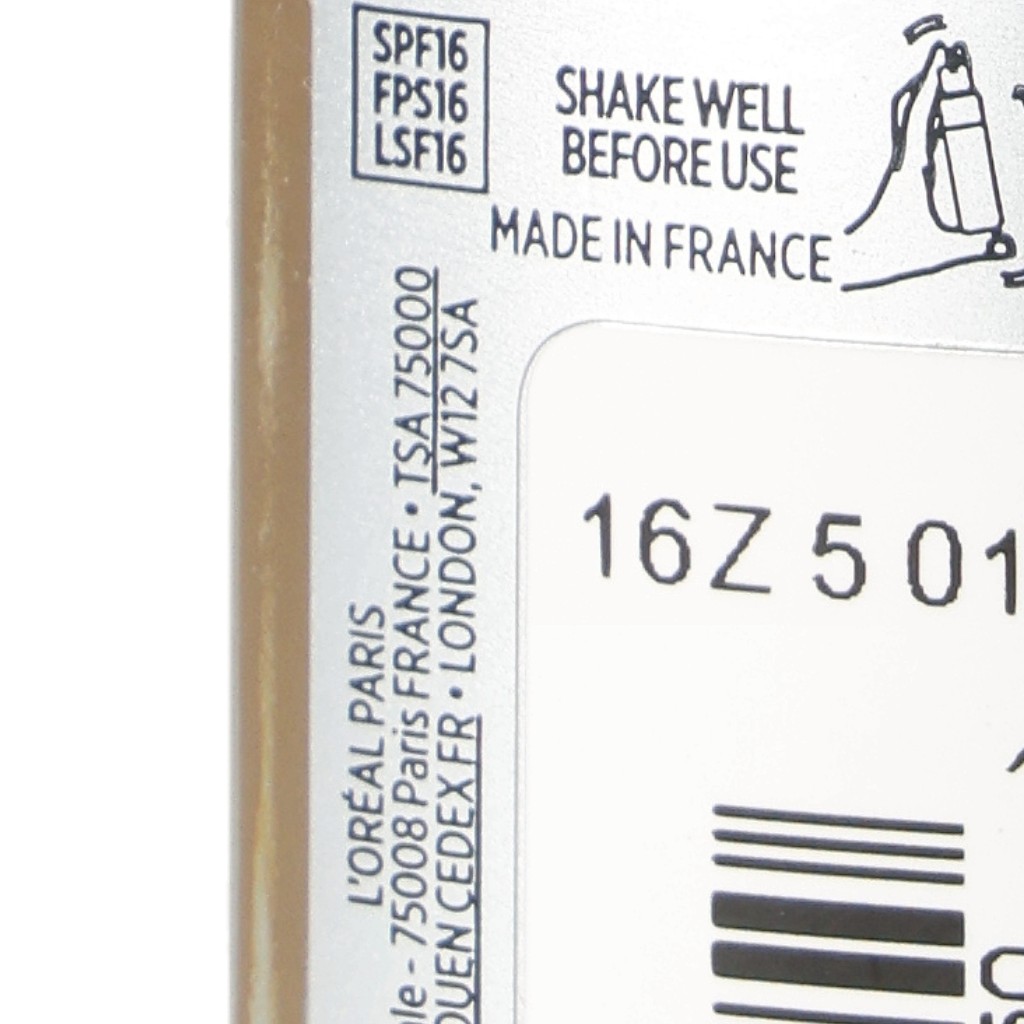 SPF16
FPS16
LSF16
SHAKE WELL
BEFORE USE
MADE IN FRANCE
L'ORÉAL PARIS
- 75008 Paris FRANCE • TSA 75000
CEDEX FR • LONDON, W12 7SA
16Z 5 01